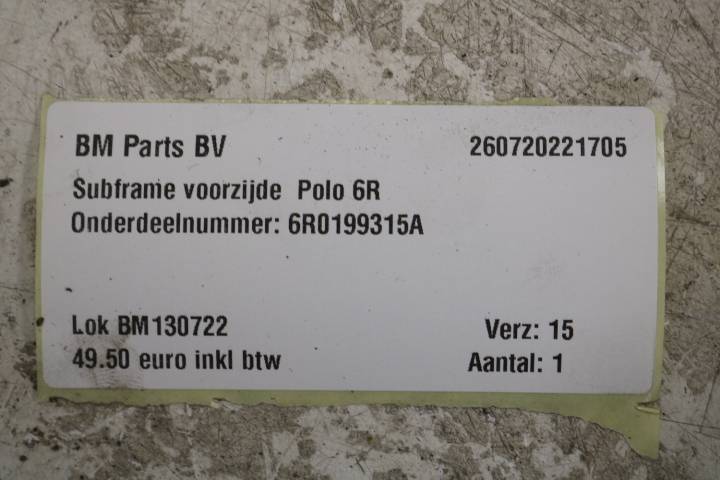 BM Parts BV 260720221705
Subframe voorzijde Polo 6R
Onderdeelnummer: 6R0199315A
Lok BM130722 Verz: 15
49.50 euro inkl btw Aantal: 1